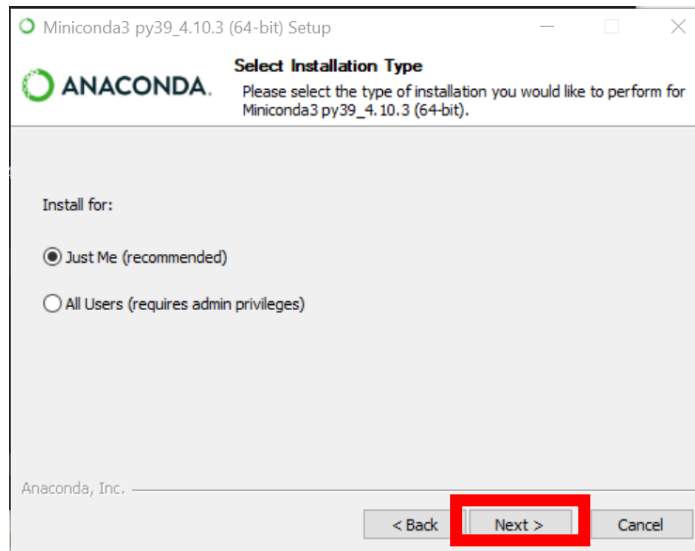 Miniconda3 py39_4.10.3 (64-bit) Setup
ANACONDA.
Select Installation Type
Please select the type of installation you would like to perform for
Miniconda3 py39_4.10.3 (64-bit).
Install for:
Just Me (recommended)
All Users (requires admin privileges)
Anaconda, Inc.
< Back
Next >
Cancel